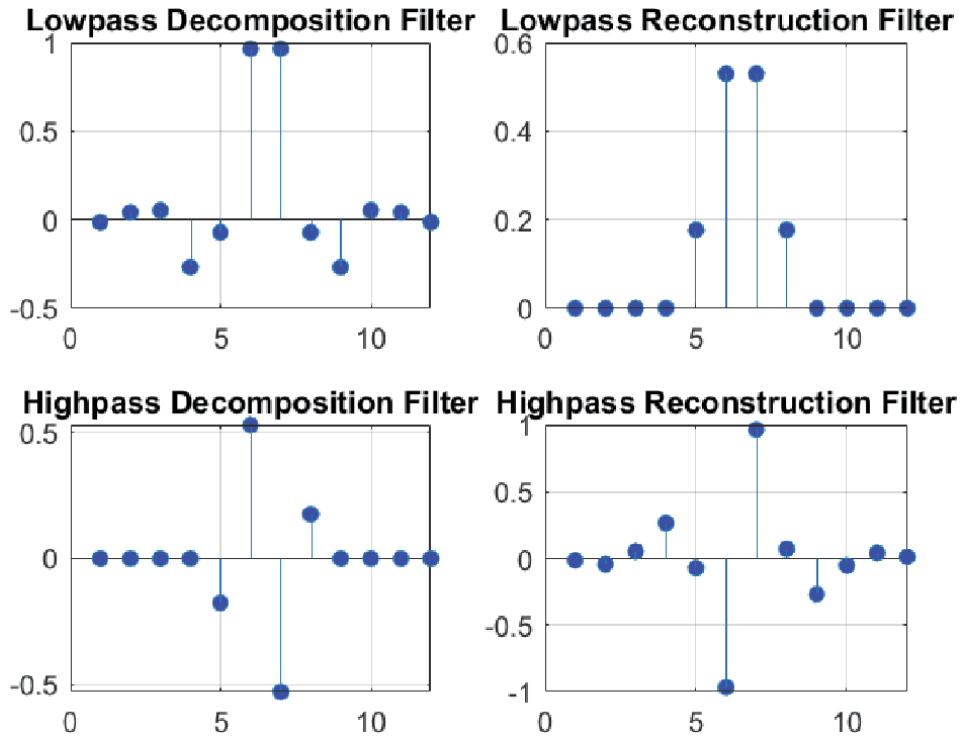 Lowpass Decomposition Filter
1
0.5
0
-0.5
0 5 10
Lowpass Reconstruction Filter
0.6
0.4
0.2
0
0 5 10
Highpass Decomposition Filter
0.5
0
-0.5
0 5 10
Highpass Reconstruction Filter
1
0.5
0
-0.5
-1
0 5 10